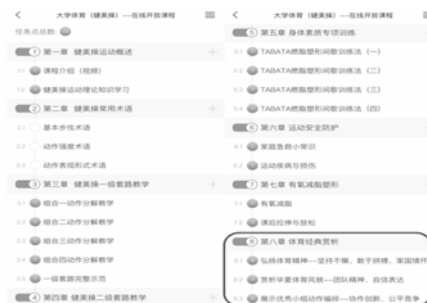 大学体育（健美操）--在线开放课程
任务点总数:
1 第一章 健美操运动概述
1.1 课程介绍（视频）
1.2 健美操运动理论知识学习
2 第二章 健美操常用术语
2.1 基本步伐术语
2.2 动作强度术语
2.3 动作表现形式术语
3 第三章 健美操一级套路教学
3.1 组合一动作分解教学
3.2 组合二动作分解教学
3.3 组合三动作分解教学
3.4 组合四动作分解教学
3.5 一级套路完整示范
4 第四章 健美操二级套路教学
大学体育（健美操）--在线开放课程
5 第五章 身体素质专项训练
5.1 TABATA燃脂塑形间歇训练法（一）
5.2 TABATA燃脂塑形间歇训练法（二）
5.3 TABATA燃脂塑形间歇训练法（三）
5.4 TABATA燃脂塑形间歇训练法（四）
6 第六章 运动安全防护
6.1 家庭急救小常识
6.2 运动疾病与损伤
7 第七章 有氧减脂塑形
7.1 有氧减脂
7.2 课后拉伸与放松
8 第八章 体育经典赏析
8.1 弘扬体育精神--坚持不懈、敢于拼搏、家国情怀
8.2 赏析华夏体育风貌--团队精神、自信表达
8.3 展示优秀小组动作编排--协作创新、公平竞争